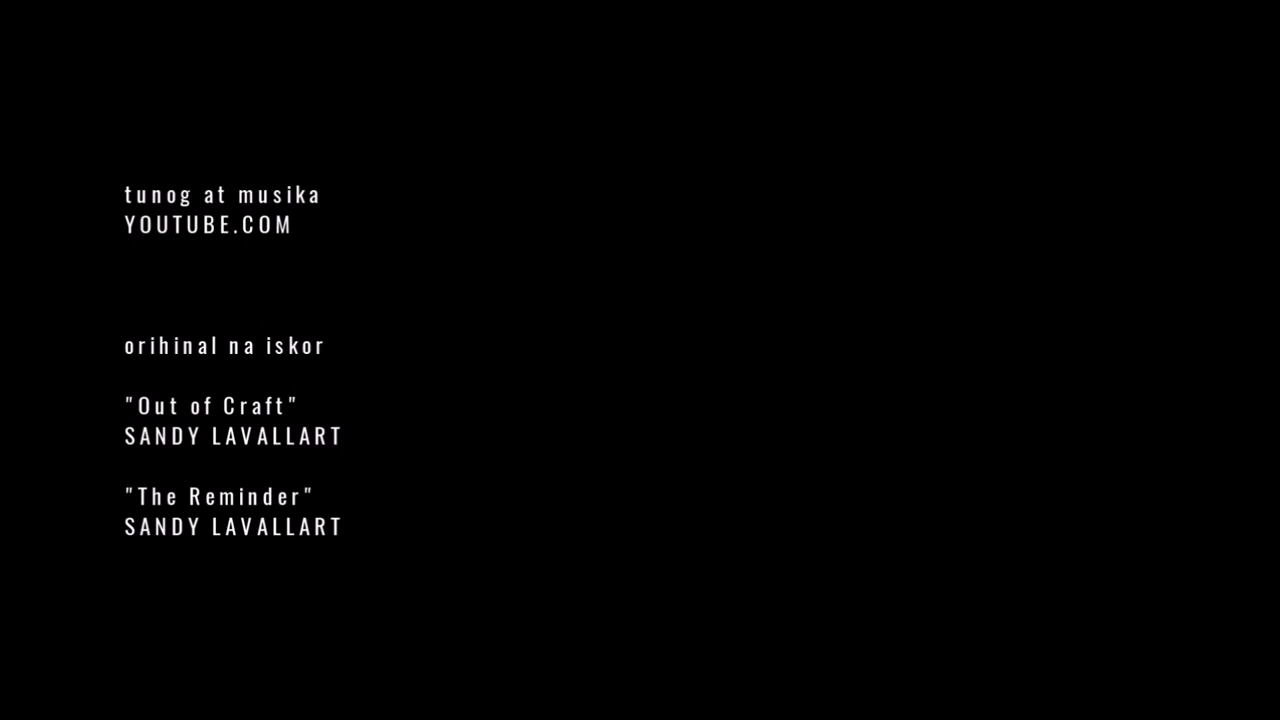 tunog at musika
YOUTUBE.COM
orihinal na iskor
"Out of Craft"
SANDY LAVALLART
"The Reminder"
SANDY LAVALLART